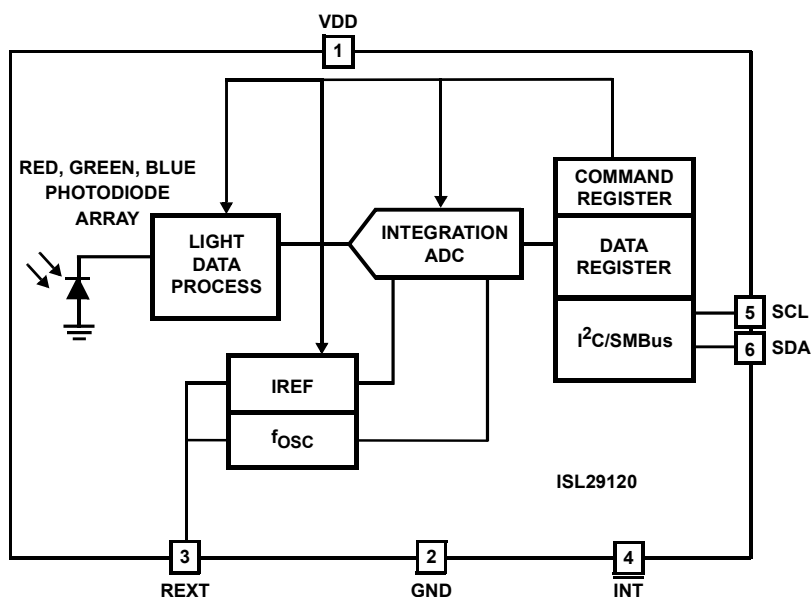 VDD
1
RED, GREEN, BLUE
PHOTODIODE
ARRAY
LIGHT
DATA
PROCESS
INTEGRATION
ADC
COMMAND
REGISTER
DATA
REGISTER
I²C/SMBus
5 SCL
6 SDA
IREF
fOSC
ISL29120
3
REXT
2
GND
4
INT